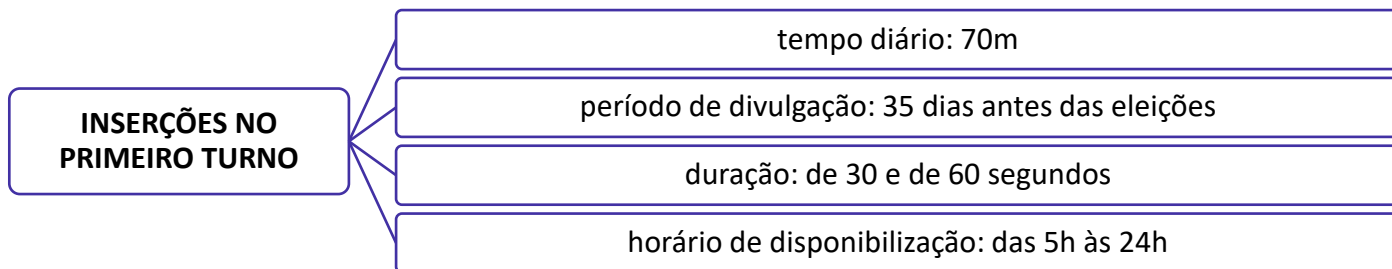 INSERÇÕES NO
PRIMEIRO TURNO
tempo diário: 70m
período de divulgação: 35 dias antes das eleições
duração: de 30 e de 60 segundos
horário de disponibilização: das 5h às 24h